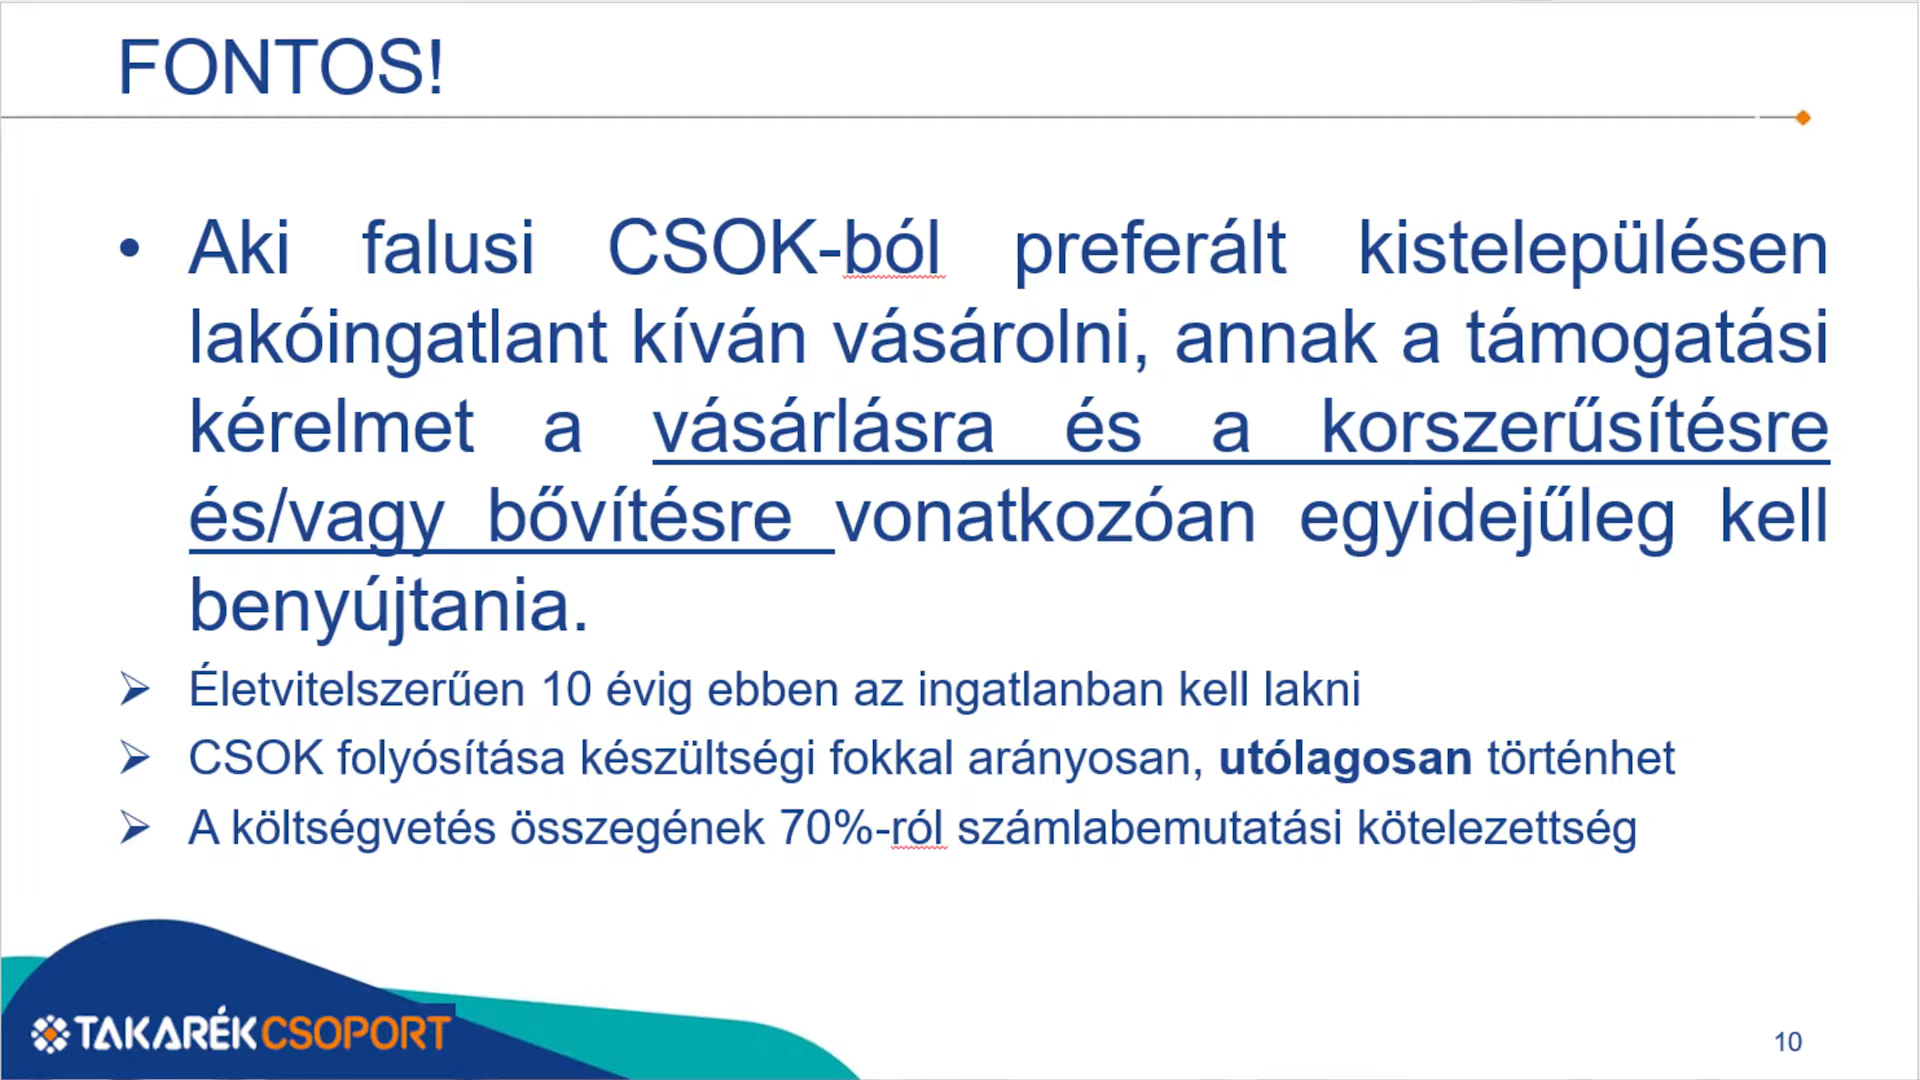 FONTOS!
• Aki falusi CSOK-ból preferált kistelepülésen
lakóingatlant kíván vásárolni, annak a támogatási
kérelmet a vásárlásra és a korszerűsítésre
és/vagy bővítésre vonatkozóan egyidejűleg kell
benyújtania.
➢ Életvitelszerűen 10 évig ebben az ingatlanban kell lakni
➢ CSOK folyósítása készültségi fokkal arányosan, utólagosan történhet
➢ A költségvetés összegének 70%-ról számlabemutatási kötelezettség
TAKARÉKCSOPORT
10